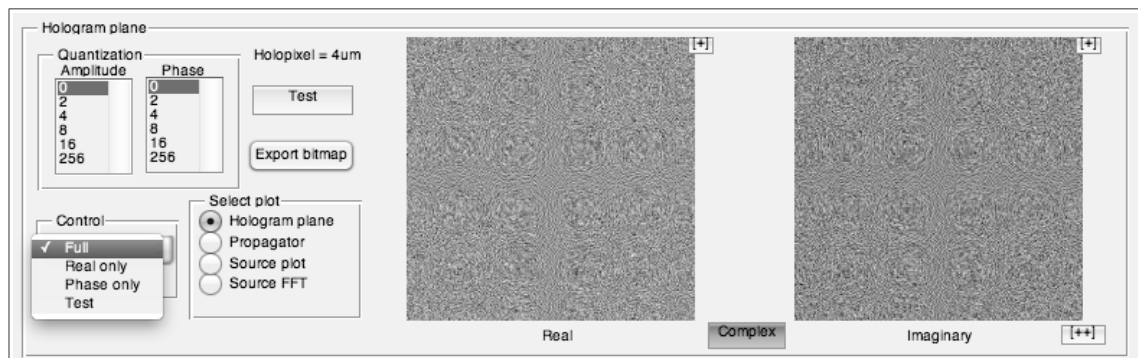 Hologram plane
Quantization
Amplitude
Phase
0
2
4
8
16
256
0
2
4
8
16
256
Holopixel = 4um
Test
Export bitmap
Control
✓ Full
Real only
Phase only
Test
Select plot
Hologram plane
Propagator
Source plot
Source FFT
[+]
[+]
Real
Complex
Imaginary
[++]